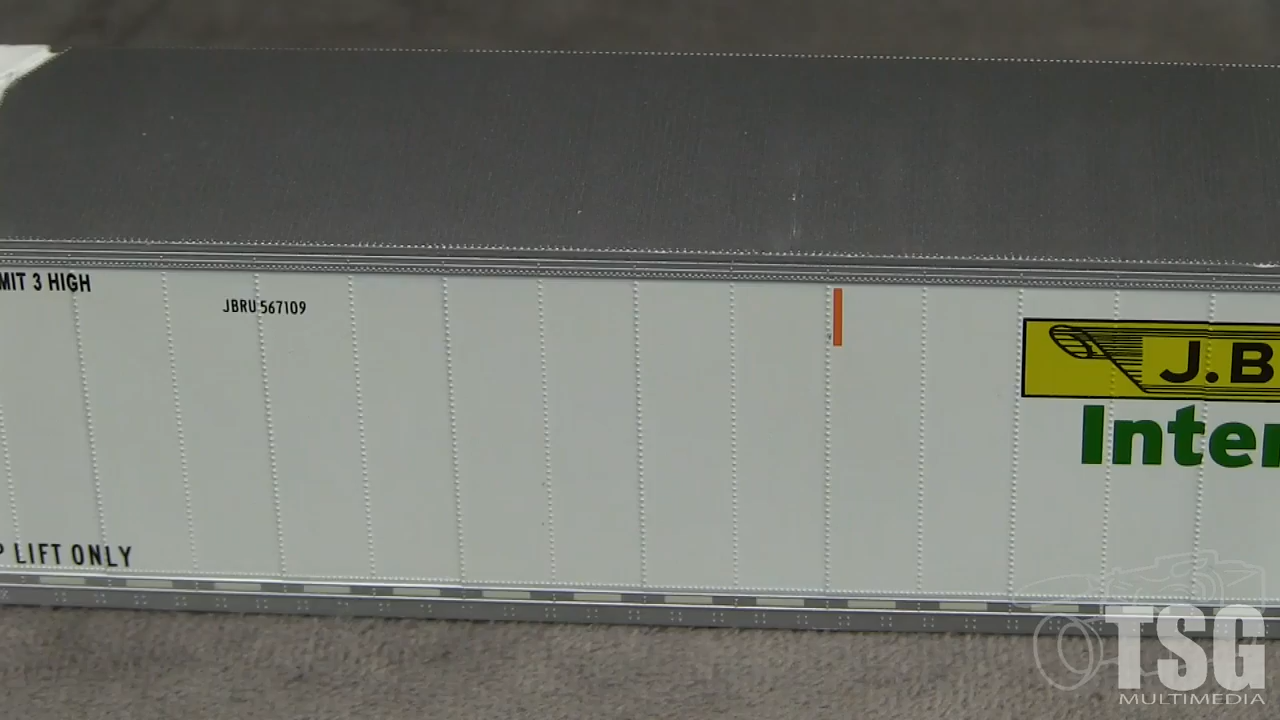 MIT 3 HIGH
JBRU 567109
J.B
Inter
P LIFT ONLY
TSG
MULTIMEDIA